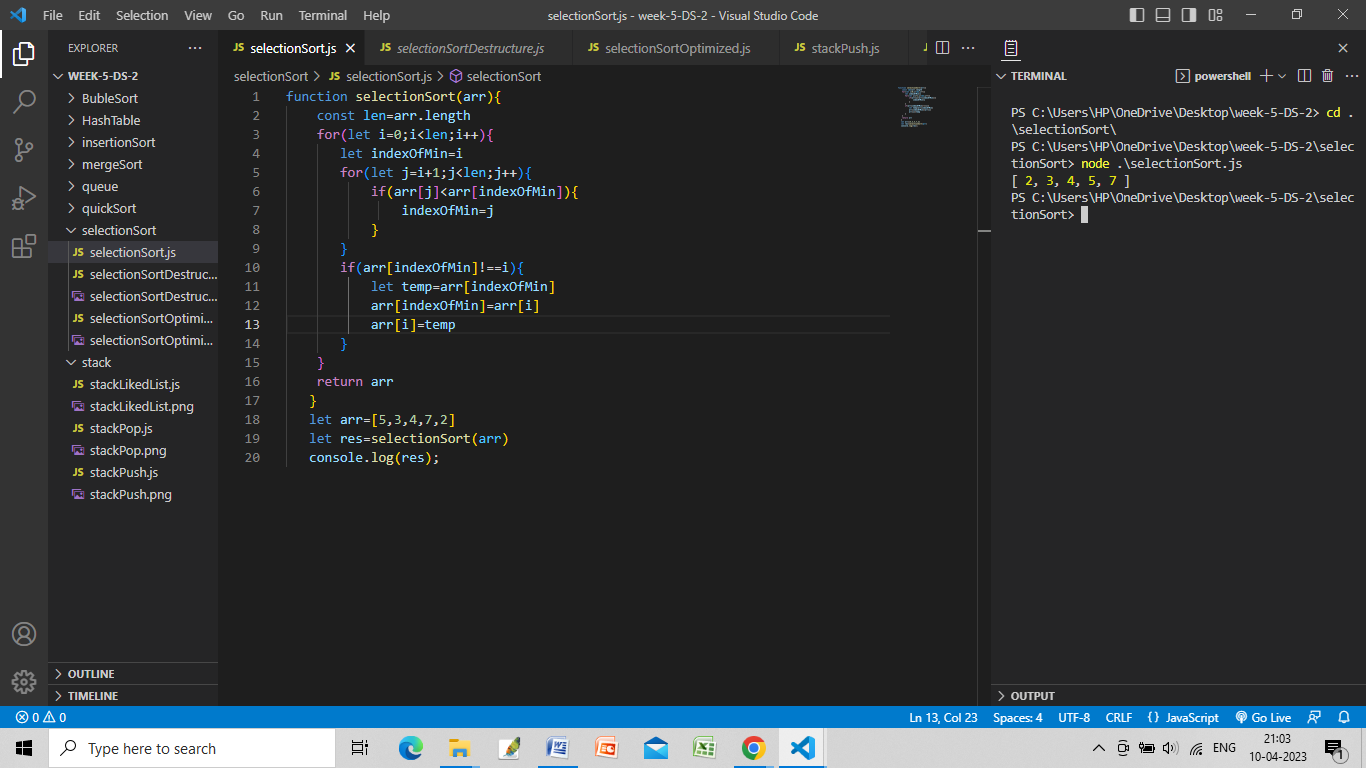 File Edit Selection View Go Run Terminal Help selectionSort.js - week-5-DS-2 - Visual Studio Code
EXPLORER
WEEK-5-DS-2
BubleSort
HashTable
insertionSort
mergeSort
queue
quickSort
selectionSort
JS selectionSort.js
JS selectionSortDestruc...
selectionSortDestruc...
JS selectionSortOptimi...
selectionSortOptimi...
stack
JS stackLikedList.js
stackLikedList.png
JS stackPop.js
stackPop.png
JS stackPush.js
stackPush.png
OUTLINE
TIMELINE
JS selectionSort.js JS selectionSortDestructure.js JS selectionSortOptimized.js JS stackPush.js
selectionSort > JS selectionSort.js > selectionSort
1 function selectionSort(arr){
2 const len=arr.length
3 for(let i=0;i<len;i++){
4 let indexOfMin=i
5 for(let j=i+1;j<len;j++){
6 if(arr[j]<arr[indexOfMin]){
7 indexOfMin=j
8 }
9 }
10 if(arr[indexOfMin]!==i){
11 let temp=arr[indexOfMin]
12 arr[indexOfMin]=arr[i]
13 arr[i]=temp
14 }
15 }
16 return arr
17 }
18 let arr=[5,3,4,7,2]
19 let res=selectionSort(arr)
20 console.log(res);
TERMINAL powershell
PS C:\Users\HP\OneDrive\Desktop\week-5-DS-2> cd .
\selectionSort\
PS C:\Users\HP\OneDrive\Desktop\week-5-DS-2\selec
tionSort> node .\selectionSort.js
[ 2, 3, 4, 5, 7 ]
PS C:\Users\HP\OneDrive\Desktop\week-5-DS-2\selec
tionSort>
OUTPUT
0 0 Ln 13, Col 23 Spaces: 4 UTF-8 CRLF {} JavaScript Go Live
Type here to search
ENG
21:03
10-04-2023
1